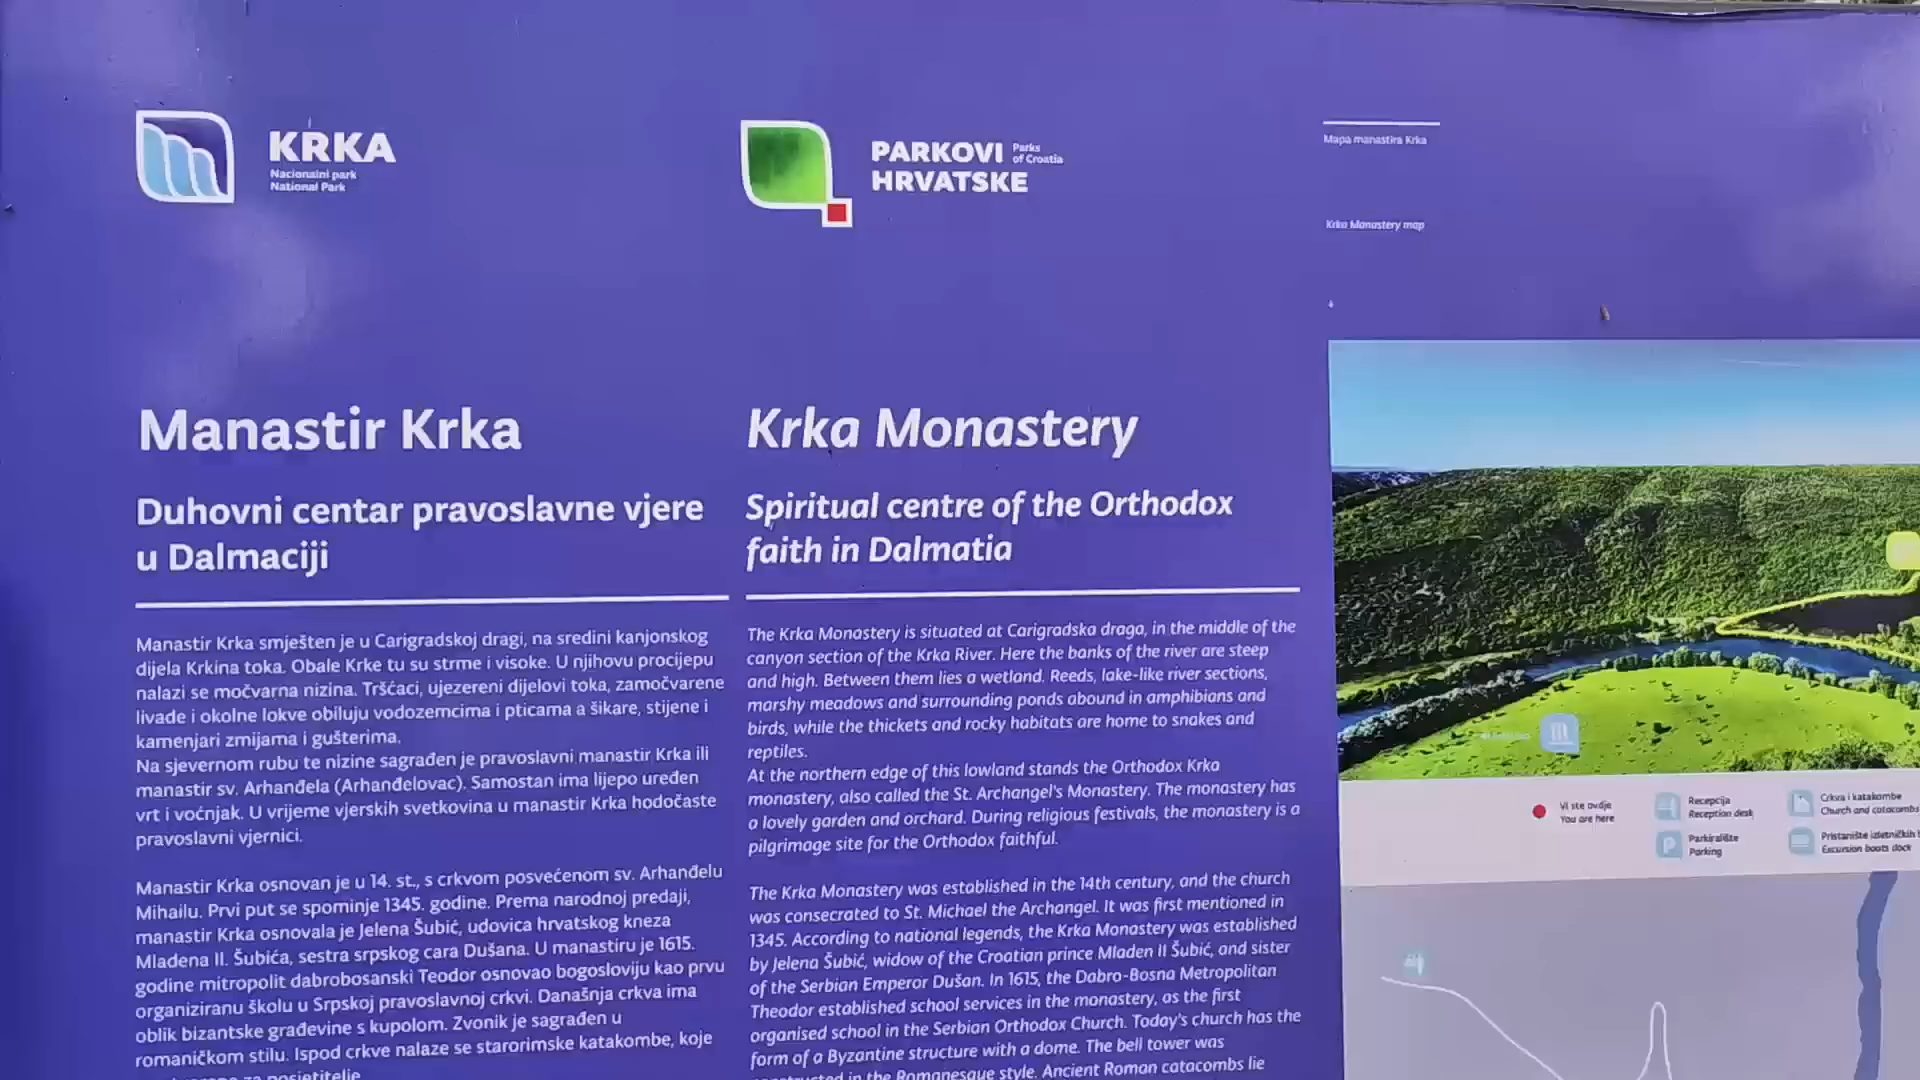 KRKA
Nacionalni park
National Park
PARKOVI
HRVATSKE
Parks
of Croatia
Mapa manastira Krka
Krka Monastery map
Manastir Krka
Duhovni centar pravoslavne vjere
u Dalmaciji
Manastir Krka smješten je u Carigradskoj dragi, na sredini kanjonskog
dijela Krkina toka. Obale Krke tu su strme i visoke. U njihovu procijepu
nalazi se močvarna nizina. Tršćaci, ujezereni dijelovi toka, zamočvarene
livade i okolne lokve obiluju vodozemcima i pticama a šikare, stijene i
kamenjari zmijama i gušterima.
Na sjevernom rubu te nizine sagrađen je pravoslavni manastir Krka ili
manastir sv. Arhanđela (Arhanđelovac). Samostan ima lijepo uređen
vrt i voćnjak. U vrijeme vjerskih svetkovina u manastir Krka hodočaste
pravoslavni vjernici.
Manastir Krka osnovan je u 14. st., s crkvom posvećenom sv. Arhanđelu
Mihailu. Prvi put se spominje 1345. godine. Prema narodnoj predaji,
manastir Krka osnovala je Jelena Šubić, udovica hrvatskog kneza
Mladena II. Šubića, sestra srpskog cara Dušana. U manastiru je 1615.
godine mitropolit dabrobosanski Teodor osnovao bogosloviju kao prvu
organiziranu školu u Srpskoj pravoslavnoj crkvi. Današnja crkva ima
oblik bizantske građevine s kupolom. Zvonik je sagrađen u
romaničkom stilu. Ispod crkve nalaze se starorimske katakombe, koje
za posjetitelje
Krka Monastery
Spiritual centre of the Orthodox
faith in Dalmatia
The Krka Monastery is situated at Carigradska draga, in the middle of the
canyon section of the Krka River. Here the banks of the river are steep
and high. Between them lies a wetland. Reeds, lake-like river sections,
marshy meadows and surrounding ponds abound in amphibians and
birds, while the thickets and rocky habitats are home to snakes and
reptiles.
At the northern edge of this lowland stands the Orthodox Krka
monastery, also called the St. Archangel's Monastery. The monastery has
a lovely garden and orchard. During religious festivals, the monastery is a
pilgrimage site for the Orthodox faithful.
The Krka Monastery was established in the 14th century, and the church
was consecrated to St. Michael the Archangel. It was first mentioned in
1345. According to national legends, the Krka Monastery was established
by Jelena Šubić, widow of the Croatian prince Mladen II Šubić, and sister
of the Serbian Emperor Dušan. In 1615, the Dabro-Bosna Metropolitan
Theodor established school services in the monastery, as the first
organised school in the Serbian Orthodox Church. Today's church has the
form of a Byzantine structure with a dome. The bell tower was
constructed in the Romanesque style. Ancient Roman catacombs lie
Vi ste ovdje
You are here
Recepcija
Reception desk
Parkiralište
Parking
Crkva i katakombe
Church and catacombs
Pristanište izletničkih
Excursion boats dock